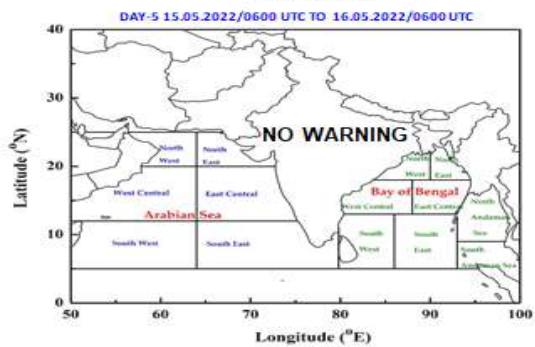 DAY-5 15.05.2022/0600 UTC TO 16.05.2022/0600 UTC
40
30
20
10
0
Latitude (⁰N)
NO WARNING
North
West
North
East
West Central
East Central
Arabian Sea
South West
South East
North
West
North
East
Bay of Bengal
West Central
East Central
South
West
South
East
North
Andaman
Sea
South
Andaman Sea
50
60
70
80
90
100
Longitude (⁰E)